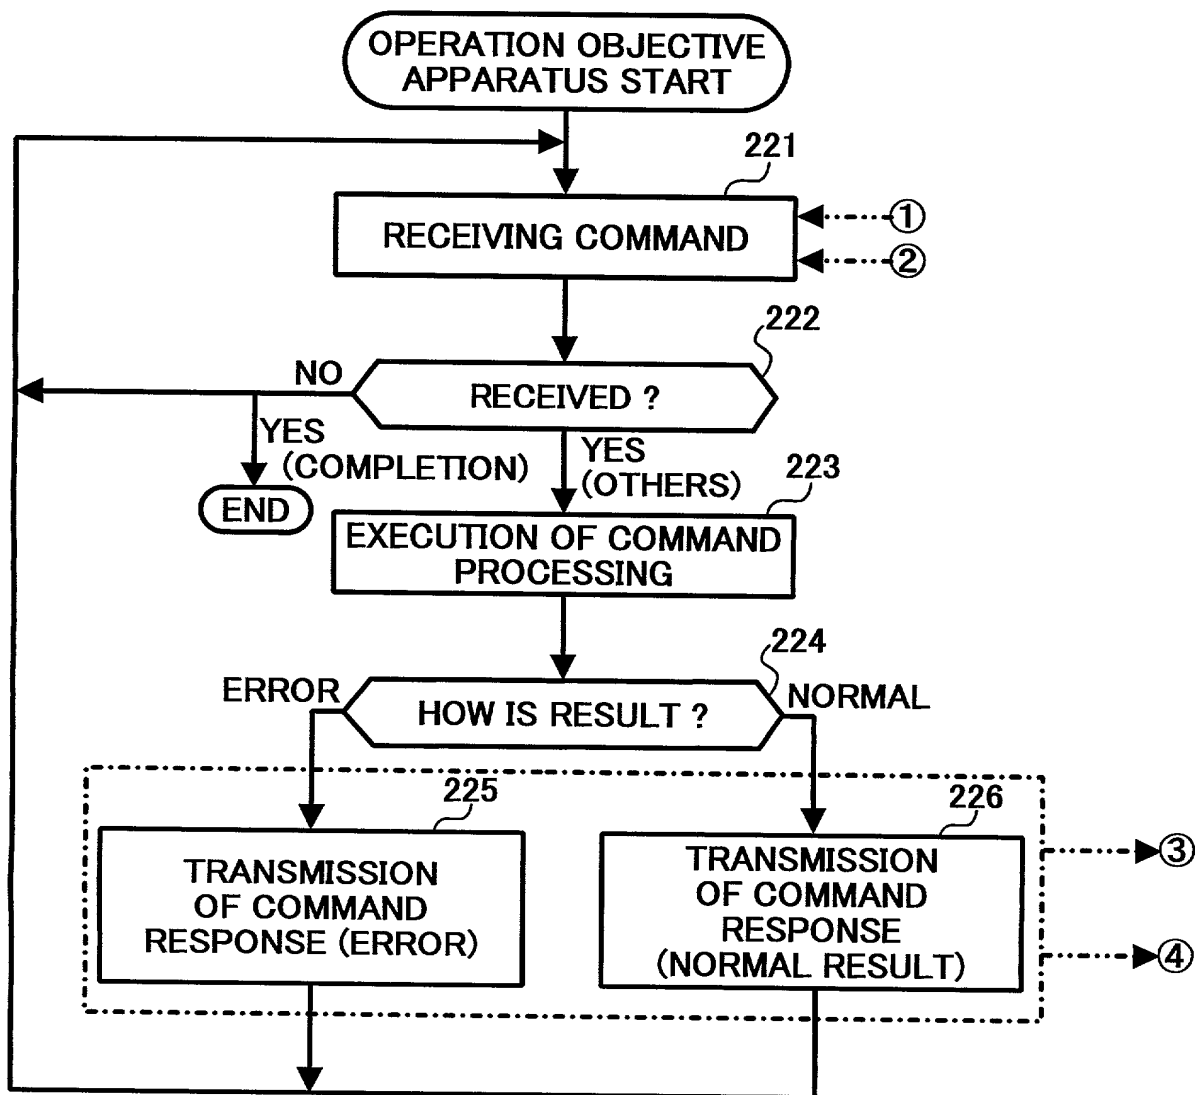 OPERATION OBJECTIVE
APPARATUS START
221
RECEIVING COMMAND
①
②
222
NO
RECEIVED ?
YES
(COMPLETION)
YES
(OTHERS)
END
223
EXECUTION OF COMMAND
PROCESSING
224
ERROR
HOW IS RESULT ?
NORMAL
225
TRANSMISSION
OF COMMAND
RESPONSE (ERROR)
226
TRANSMISSION
OF COMMAND
RESPONSE
(NORMAL RESULT)
③
④